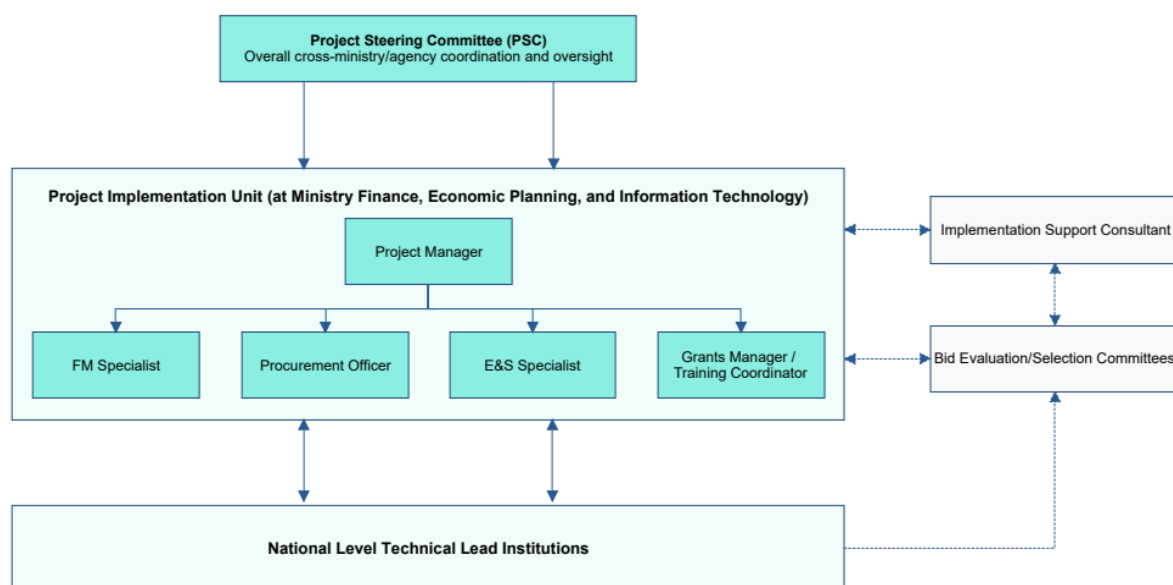 Project Steering Committee (PSC)
Overall cross-ministry/agency coordination and oversight
Project Implementation Unit (at Ministry Finance, Economic Planning, and Information Technology)
Project Manager
Implementation Support Consultant
FM Specialist
Procurement Officer
E&S Specialist
Grants Manager /
Training Coordinator
Bid Evaluation/Selection Committees
National Level Technical Lead Institutions